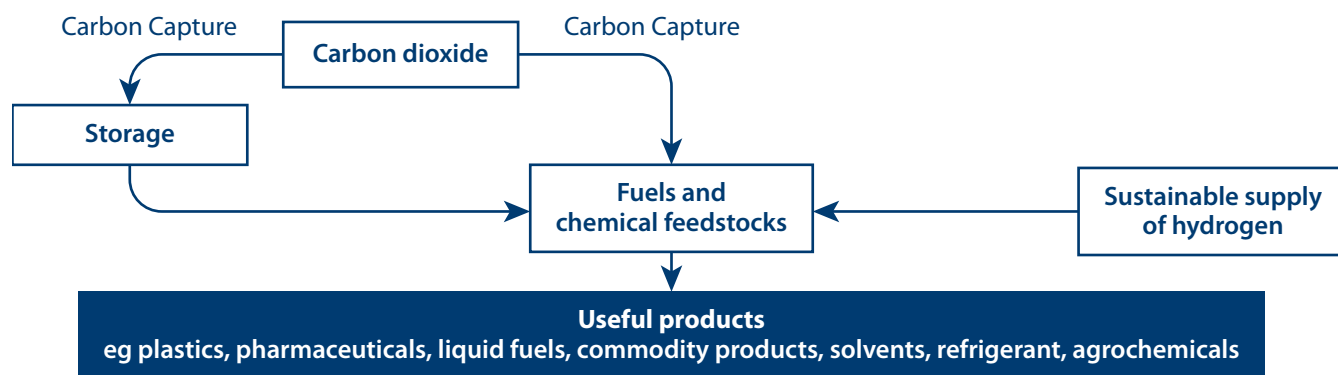 Carbon Capture
Carbon dioxide
Carbon Capture
Storage
Fuels and
chemical feedstocks
Sustainable supply
of hydrogen
Useful products
eg plastics, pharmaceuticals, liquid fuels, commodity products, solvents, refrigerant, agrochemicals